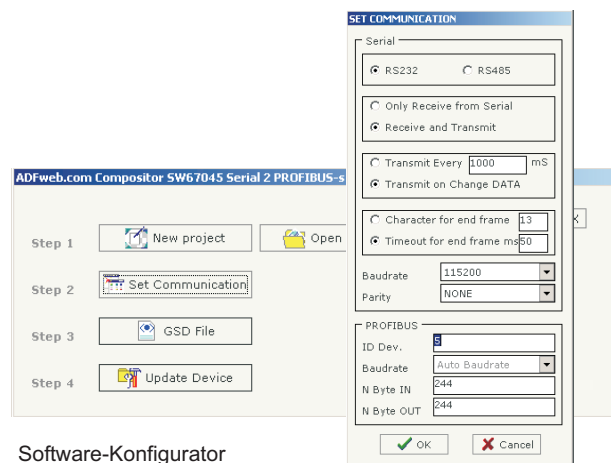 SET COMMUNICATION
Serial
RS232 RS485
Only Receive from Serial
Receive and Transmit
Transmit Every 1000 mS
Transmit on Change DATA
Character for end frame 13
Timeout for end frame ms 50
Baudrate 115200
Parity NONE
PROFIBUS
ID Dev. 5
Baudrate Auto Baudrate
N Byte IN 244
N Byte OUT 244
OK Cancel
ADFweb.com Compositor SW67045 Serial 2 PROFIBUS-s
Step 1 New project Open
Step 2 Set Communication
Step 3 GSD File
Step 4 Update Device
Software-Konfigurator